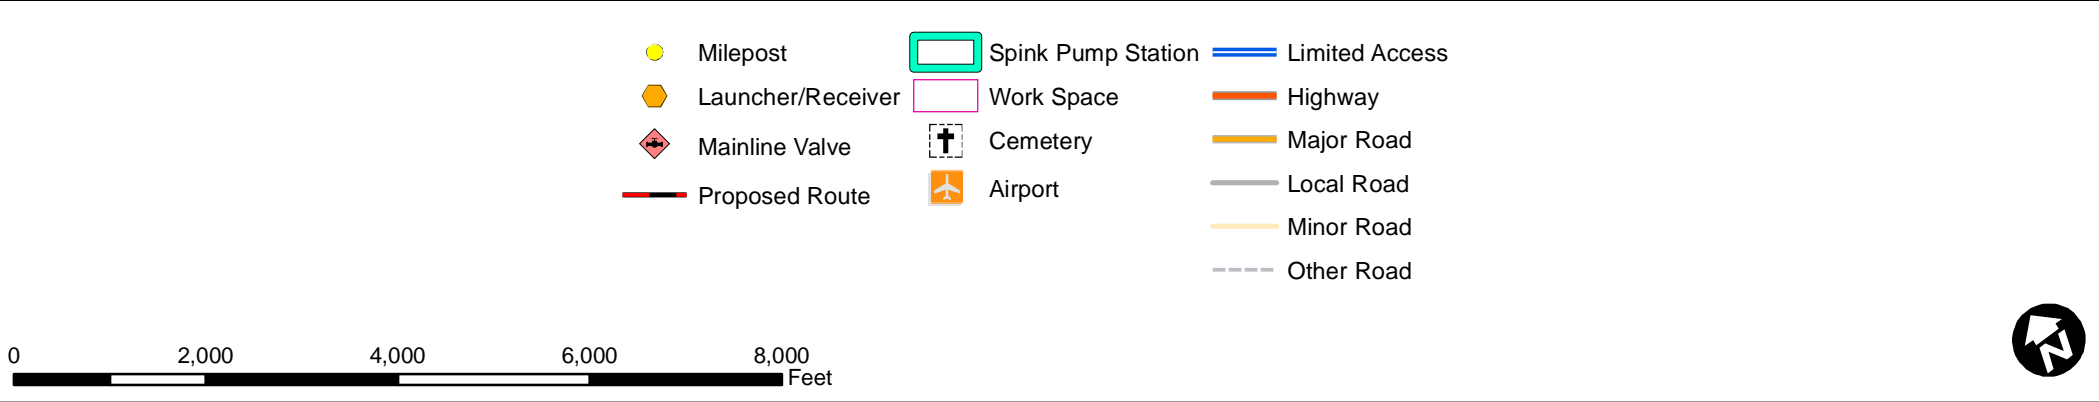 Milepost
Launcher/Receiver
Mainline Valve
Proposed Route
Spink Pump Station
Work Space
Cemetery
Airport
Limited Access
Highway
Major Road
Local Road
Minor Road
Other Road
0 2,000 4,000 6,000 8,000
Feet
N